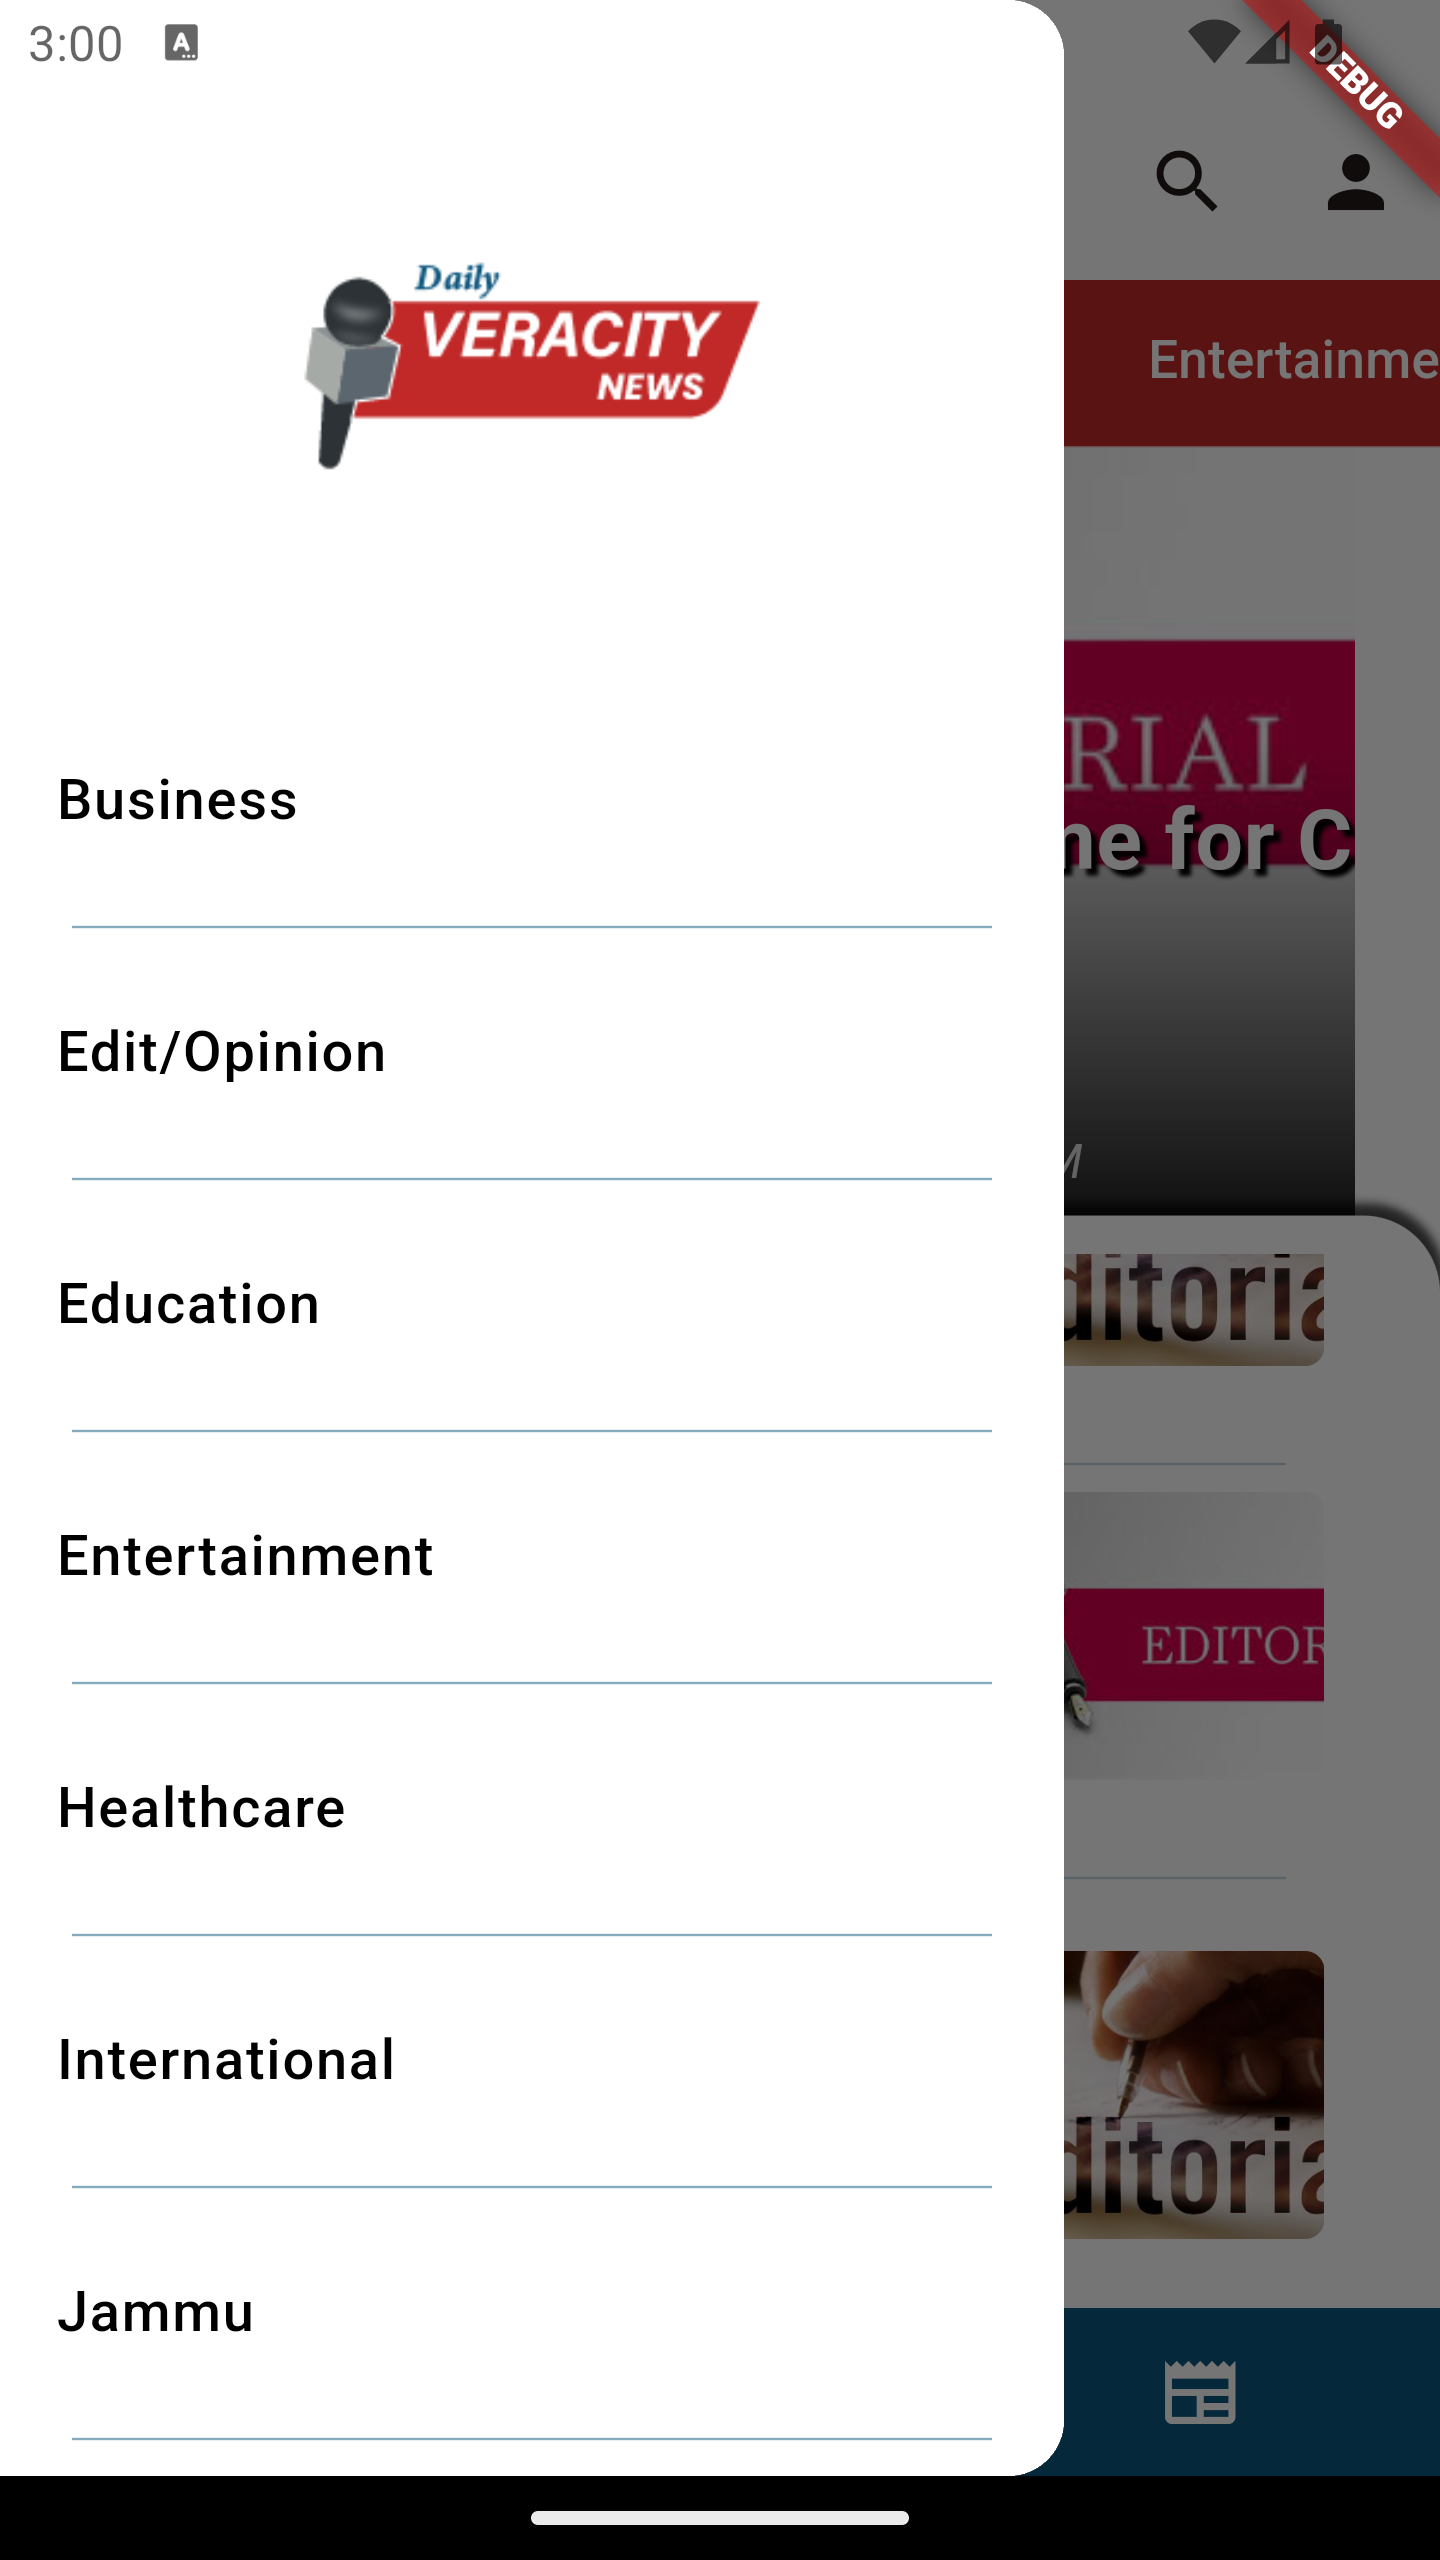 3:00
A
DEBUG
Daily
VERACITY
NEWS
Entertainme
RIAL
ne for C
M
Business
Edit/Opinion
Education
ditoria
Entertainment
EDITOR
Healthcare
International
ditoria
Jammu